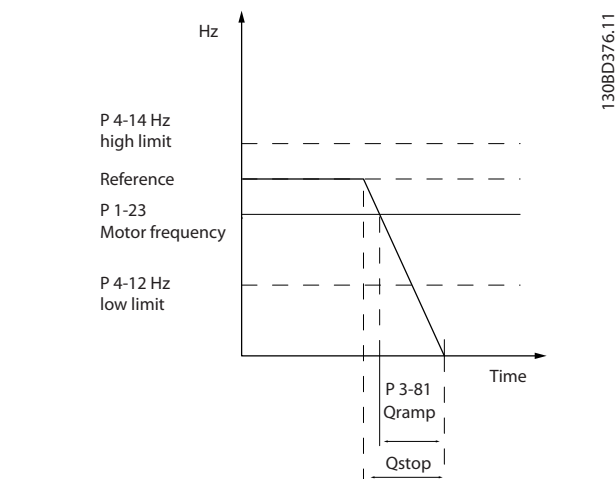 Hz
130BD376.11
P 4-14 Hz
high limit
Reference
P 1-23
Motor frequency
P 4-12 Hz
low limit
Time
P 3-81
Qramp
Qstop